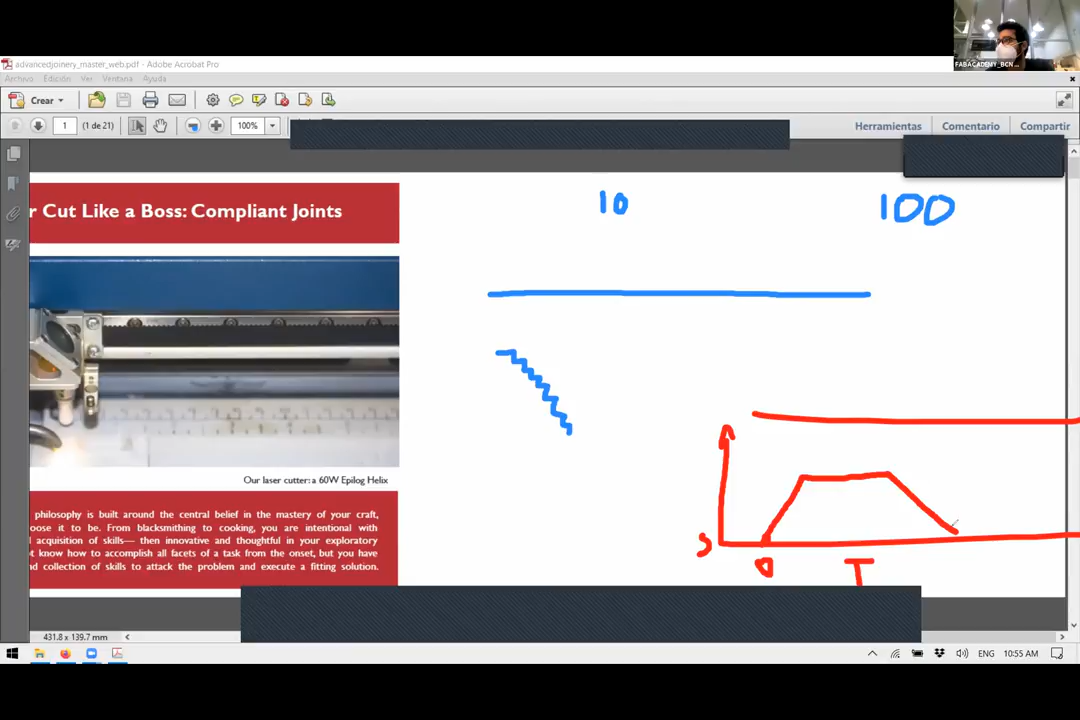 FABACADEMY_BCN...
advancedjoinery_master_web.pdf - Adobe Acrobat Pro
Archivo Edición Ver Ventana Ayuda
Crear
1 (1 de 21) 100% Herramientas Comentario Compartir
10 100
r Cut Like a Boss: Compliant Joints
Our laser cutter: a 60W Epilog Helix
philosophy is built around the central belief in the mastery of your craft,
oose it to be. From blacksmithing to cooking, you are intentional with
acquisition of skills— then innovative and thoughtful in your exploratory
t know how to accomplish all facets of a task from the onset, but you have
nd collection of skills to attack the problem and execute a fitting solution.
0 T
431.8 x 139.7 mm
ENG 10:55 AM